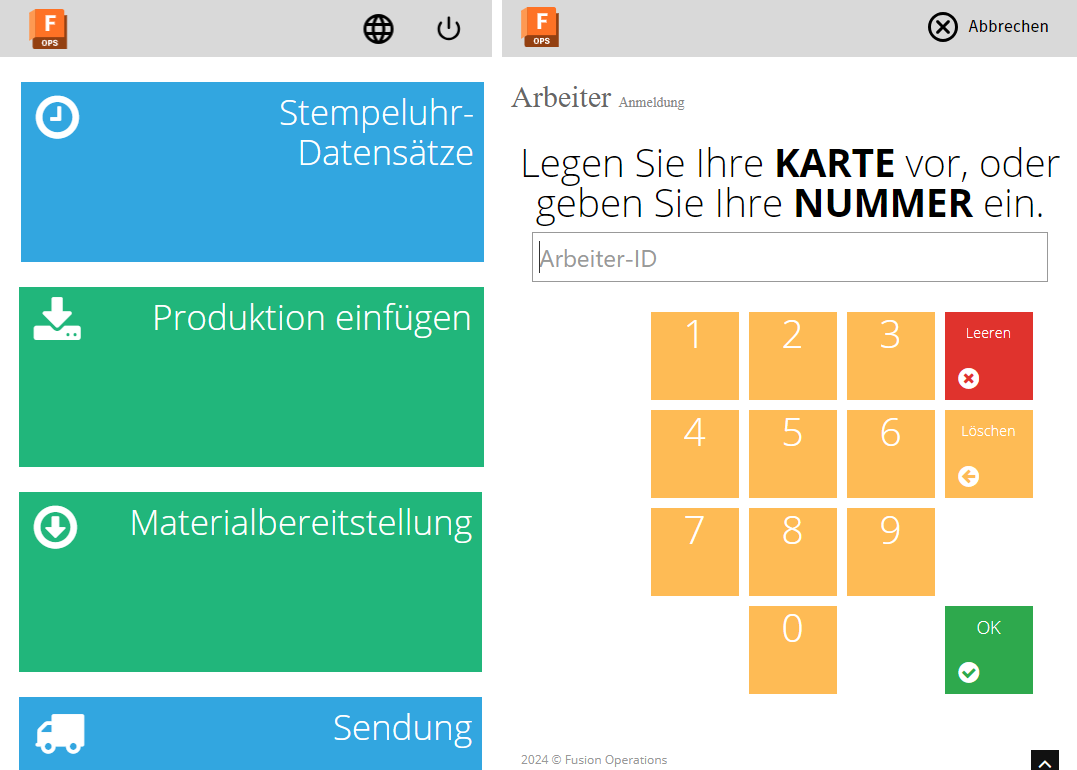 F
OPS
Stempeluhr-
Datensätze
Produktion einfügen
Materialbereitstellung
Sendung
F
OPS
Abbrechen
Arbeiter Anmeldung
Legen Sie Ihre KARTE vor, oder
geben Sie Ihre NUMMER ein.
Arbeiter-ID
1 2 3 Leeren
4 5 6 Löschen
7 8 9
0 OK
2024 © Fusion Operations